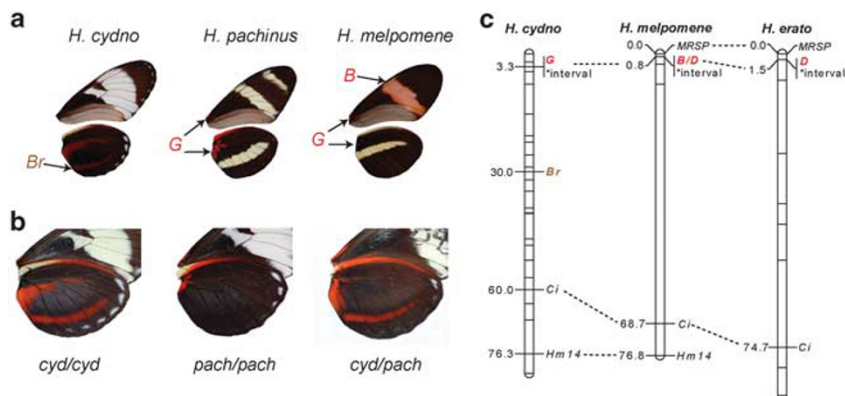 a
H. cydno
H. pachinus
H. melpomene
B
G
G
Br
b
cyd/cyd
pach/pach
cyd/pach
c
H. cydno
H. melpomene
H. erato
3.3
G
*interval
30.0
Br
60.0
Ci
76.3
Hm14
0.0
MRSP
0.8
B/D
*interval
68.7
Ci
76.8
Hm14
0.0
MRSP
1.5
D
*interval
74.7
Ci